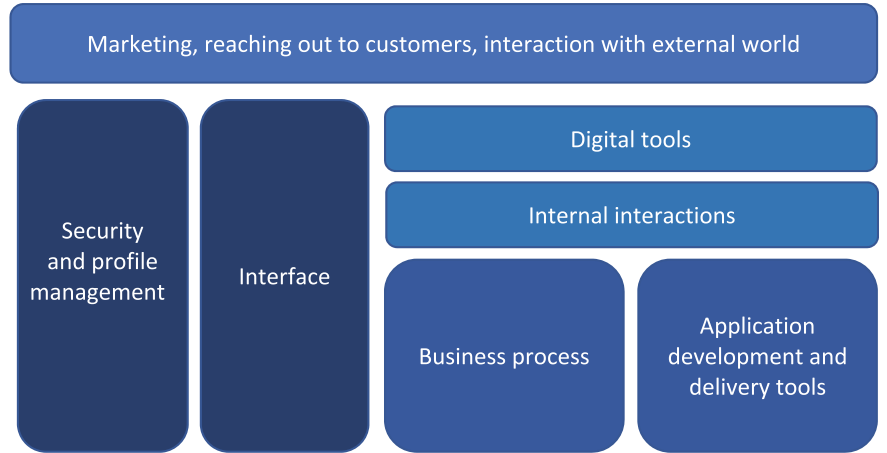 Marketing, reaching out to customers, interaction with external world
Security
and profile
management
Interface
Digital tools
Internal interactions
Business process
Application
development and
delivery tools